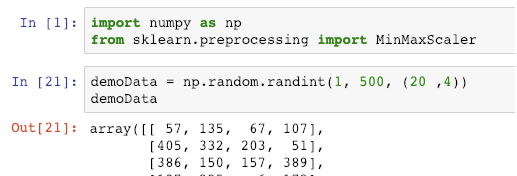 In [1]: import numpy as np
from sklearn.preprocessing import MinMaxScaler
In [21]: demoData = np.random.randint(1, 500, (20 ,4))
demoData
Out[21]: array([[ 57, 135,  67, 107],
[405, 332, 203,  51],
[386, 150, 157, 389],